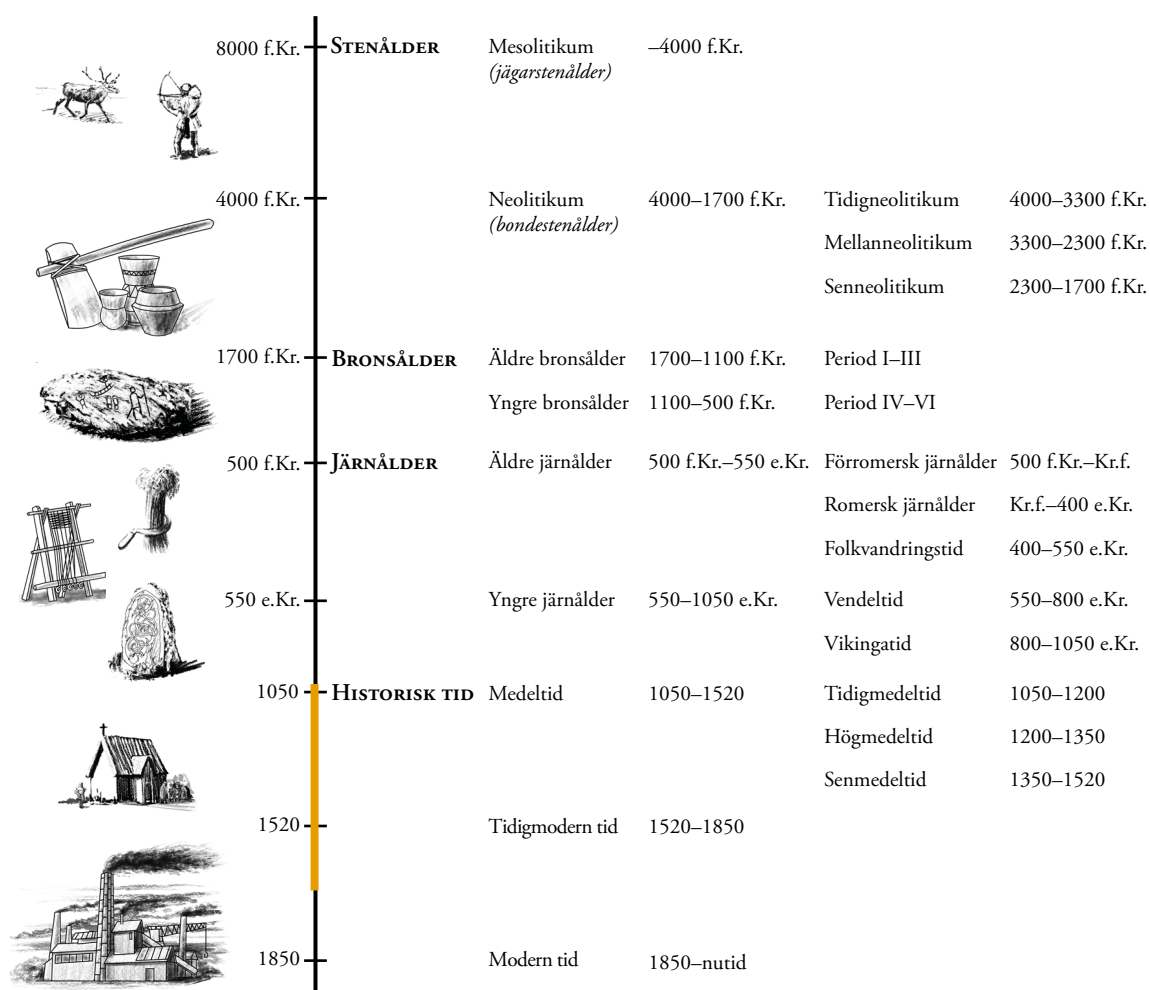 8000 f.Kr. STENÅLDER Mesolitikum –4000 f.Kr.
(jägarstenålder)
4000 f.Kr. Neolitikum 4000–1700 f.Kr. Tidigneolitikum 4000–3300 f.Kr.
(bondestenålder)
Mellanneolitikum 3300–2300 f.Kr.
Senneolitikum 2300–1700 f.Kr.
1700 f.Kr. BRONSÅLDER Äldre bronsålder 1700–1100 f.Kr. Period I–III
Yngre bronsålder 1100–500 f.Kr. Period IV–VI
500 f.Kr. JÄRNÅLDER Äldre järnålder 500 f.Kr.–550 e.Kr. Förromersk järnålder 500 f.Kr.–Kr.f.
Romersk järnålder Kr.f.–400 e.Kr.
Folkvandringstid 400–550 e.Kr.
550 e.Kr. Yngre järnålder 550–1050 e.Kr. Vendeltid 550–800 e.Kr.
Vikingatid 800–1050 e.Kr.
1050 HISTORISK TID Medeltid 1050–1520 Tidigmedeltid 1050–1200
Högmedeltid 1200–1350
Senmedeltid 1350–1520
1520 Tidigmodern tid 1520–1850
1850 Modern tid 1850–nutid